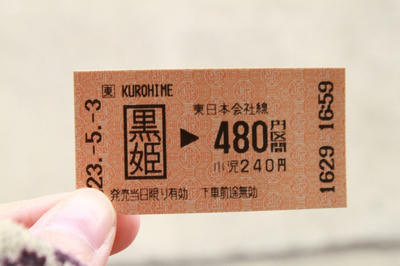 東 KUROHIME
黒姫
▶
東日本会社線
480円区間
小児240円
発売当日限り有効 下車前途無効
23.-5.-3
1629 16:59